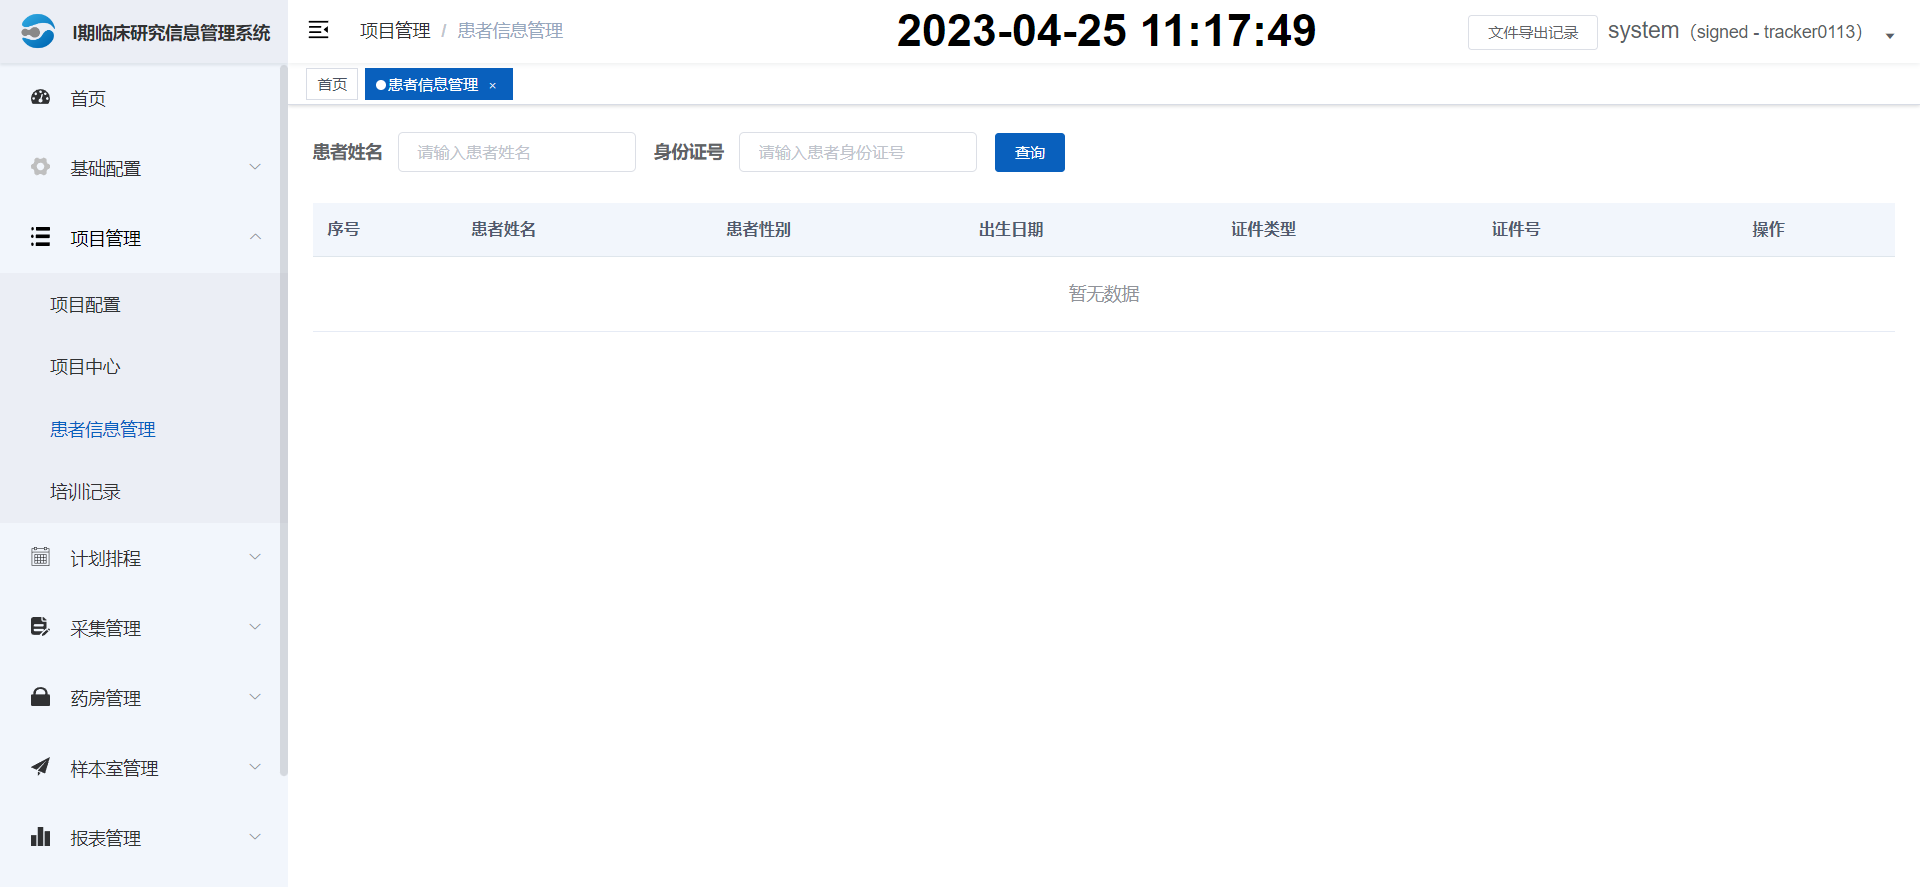 I期临床研究信息管理系统
项目管理 / 患者信息管理
2023-04-25 11:17:49
文件导出记录
system（signed - tracker0113）
首页
患者信息管理 ×
首页
基础配置
项目管理
项目配置
项目中心
患者信息管理
培训记录
计划排程
采集管理
药房管理
样本室管理
报表管理
患者姓名 请输入患者姓名 身份证号 请输入患者身份证号 查询
序号 患者姓名 患者性别 出生日期 证件类型 证件号 操作
暂无数据